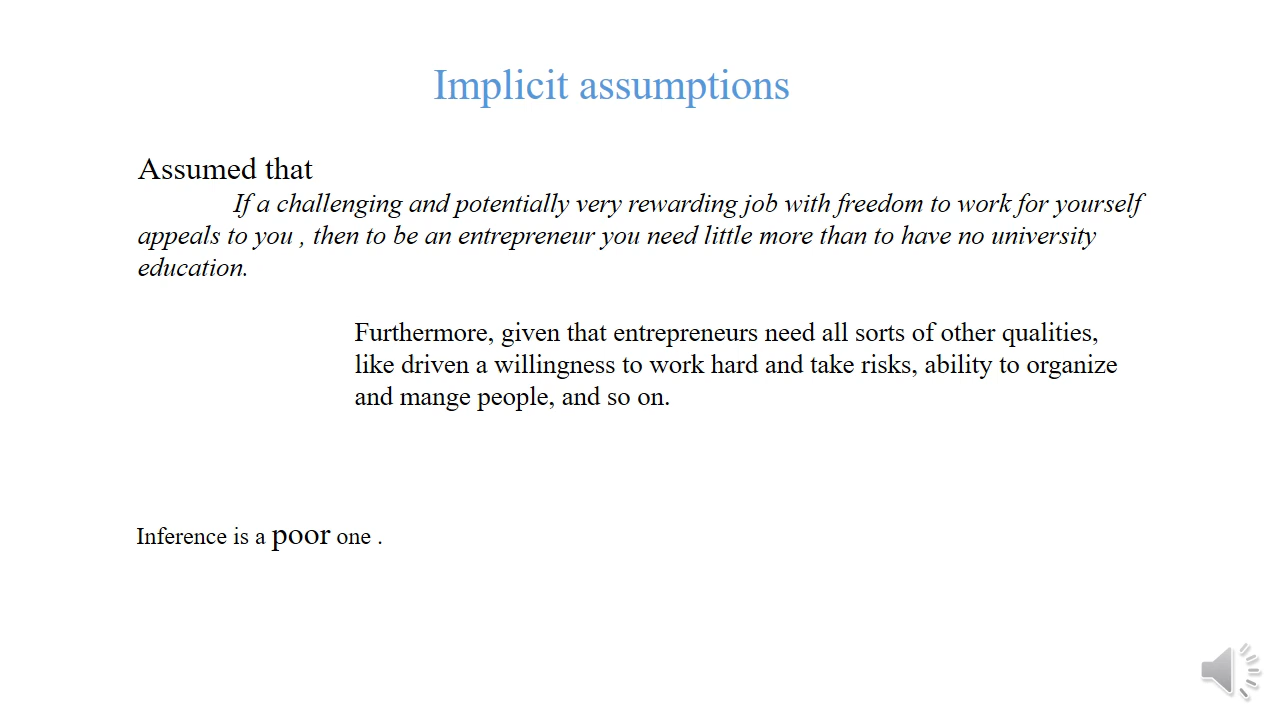 Implicit assumptions
Assumed that
If a challenging and potentially very rewarding job with freedom to work for yourself
appeals to you , then to be an entrepreneur you need little more than to have no university
education.
Furthermore, given that entrepreneurs need all sorts of other qualities,
like driven a willingness to work hard and take risks, ability to organize
and mange people, and so on.
Inference is a poor one .